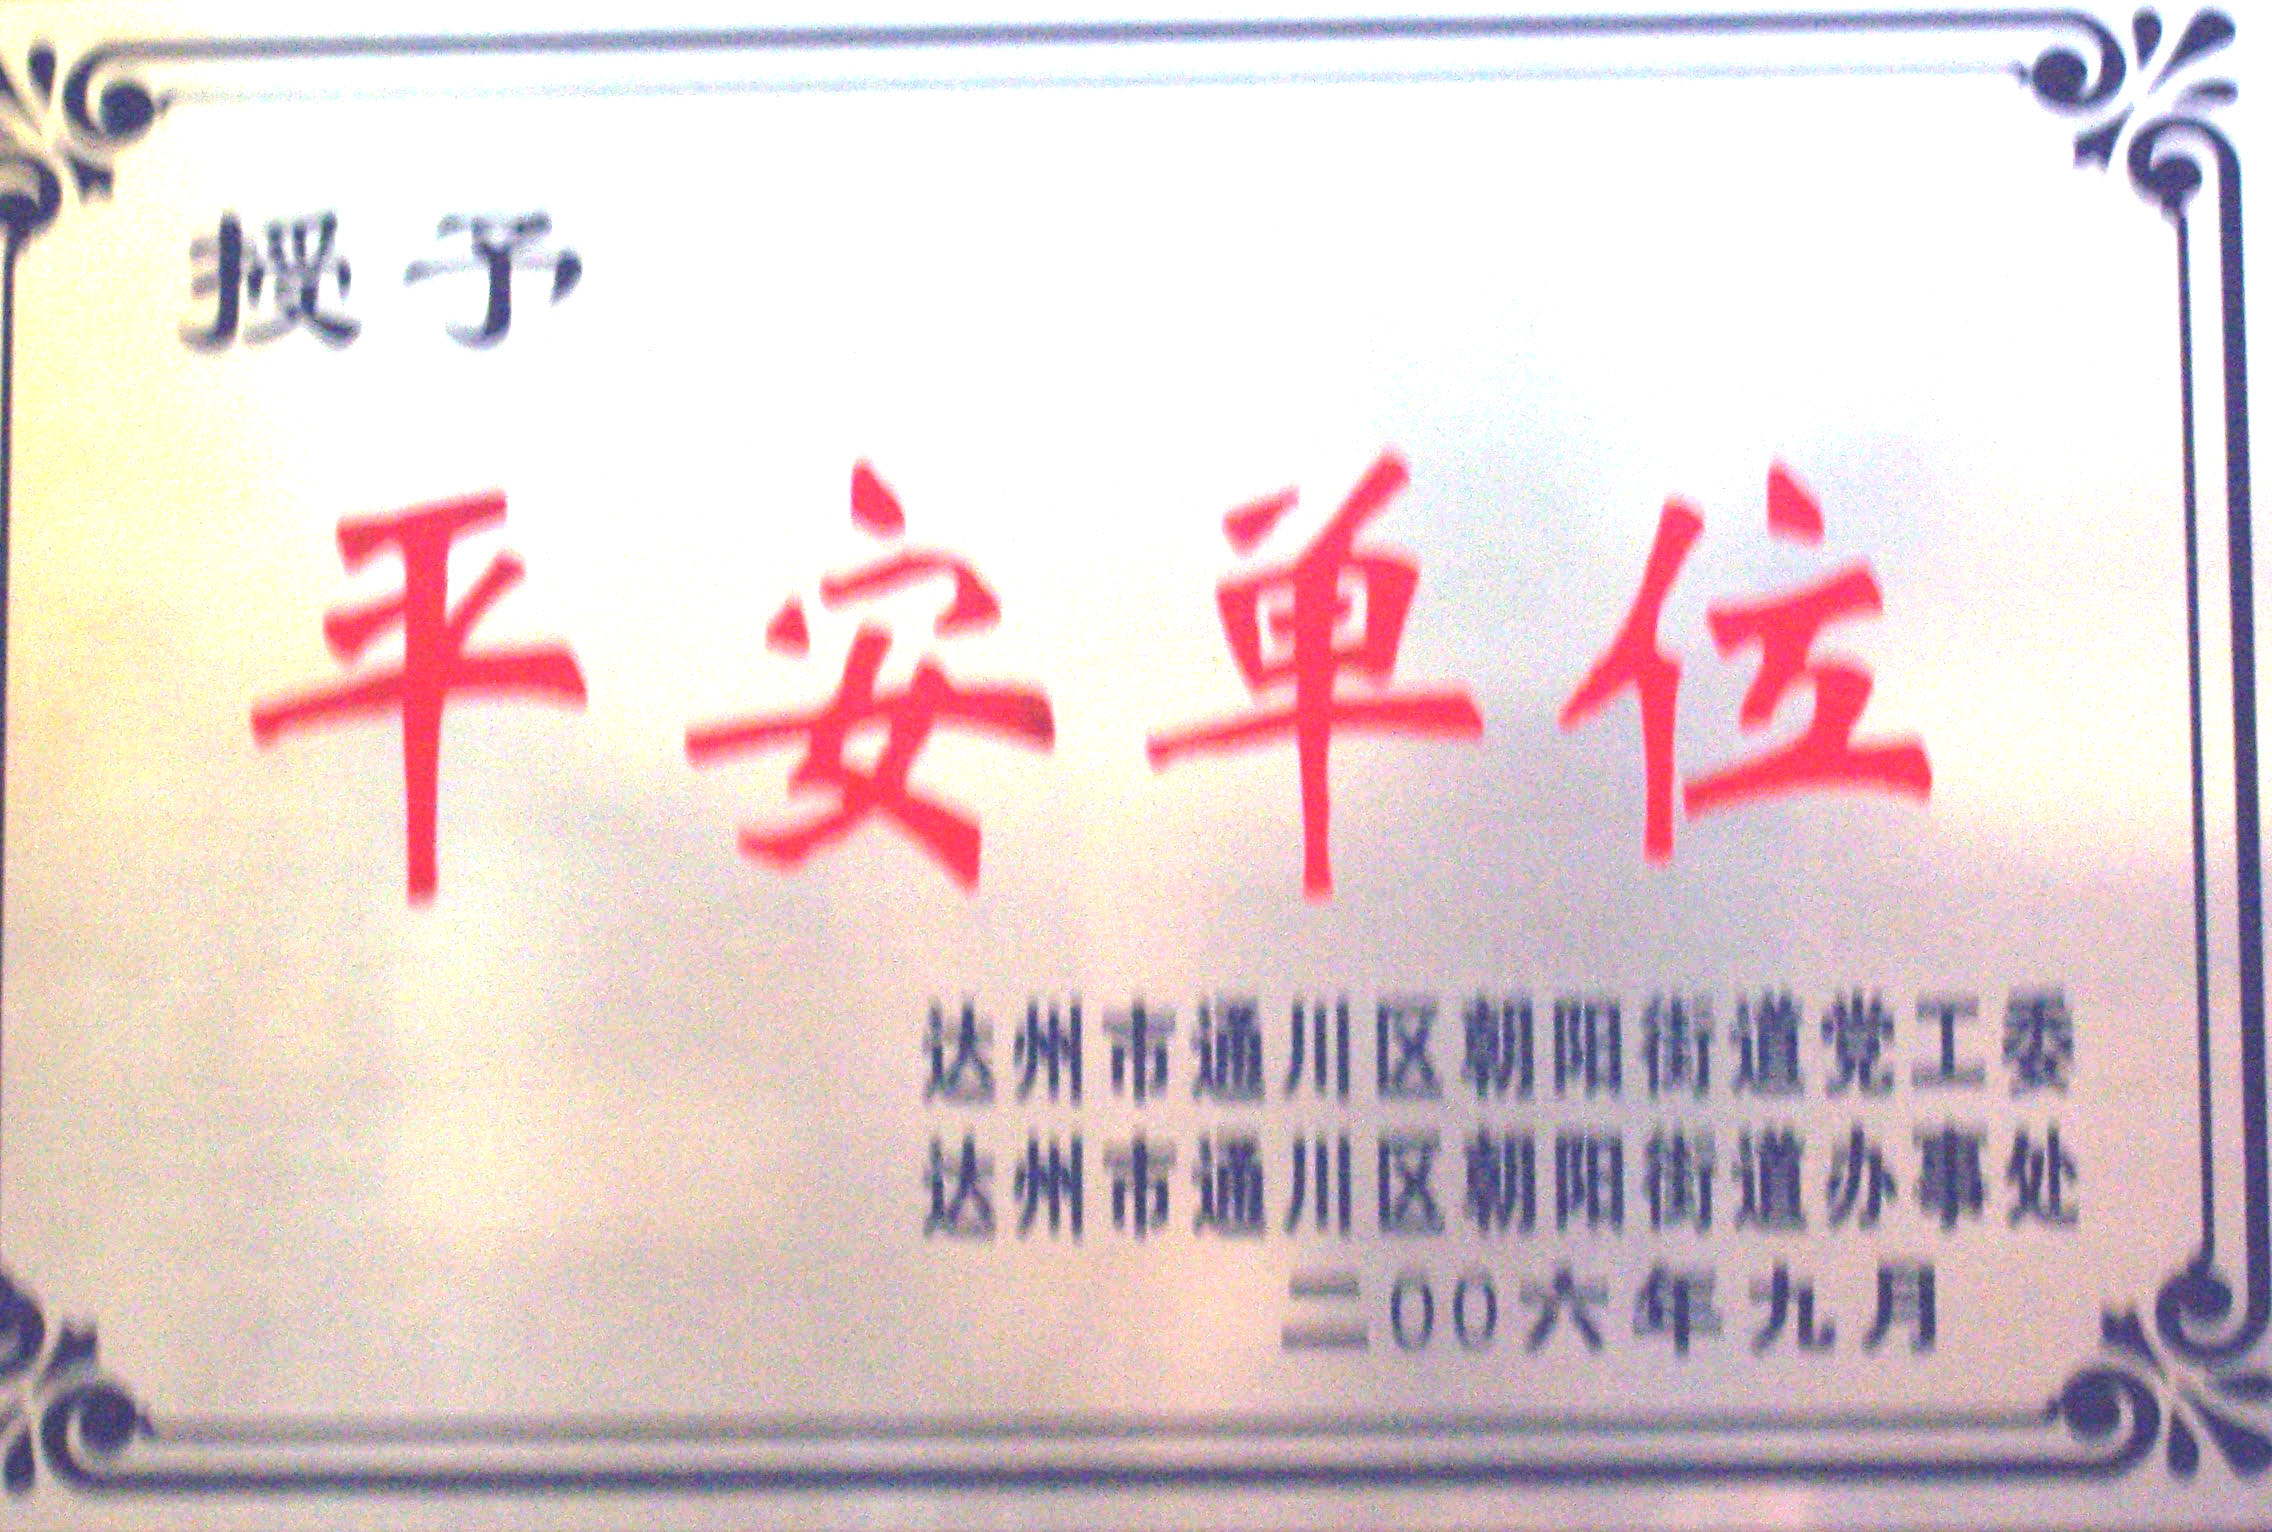 授予
平安单位
达州市通川区朝阳街道党工委
达州市通川区朝阳街道办事处
二00六年九月